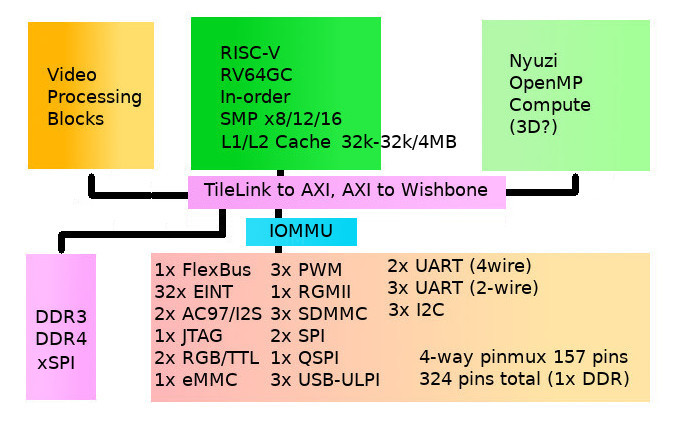 Video
Processing
Blocks
RISC-V
RV64GC
In-order
SMP x8/12/16
L1/L2 Cache 32k-32k/4MB
Nyuzi
OpenMP
Compute
(3D?)
TileLink to AXI, AXI to Wishbone
IOMMU
DDR3
DDR4
xSPI
1x FlexBus
32x EINT
2x AC97/I2S
1x JTAG
2x RGB/TTL
1x eMMC
3x PWM
1x RGMII
3x SDMMC
2x SPI
1x QSPI
3x USB-ULPI
2x UART (4wire)
3x UART (2-wire)
3x I2C
4-way pinmux 157 pins
324 pins total (1x DDR)